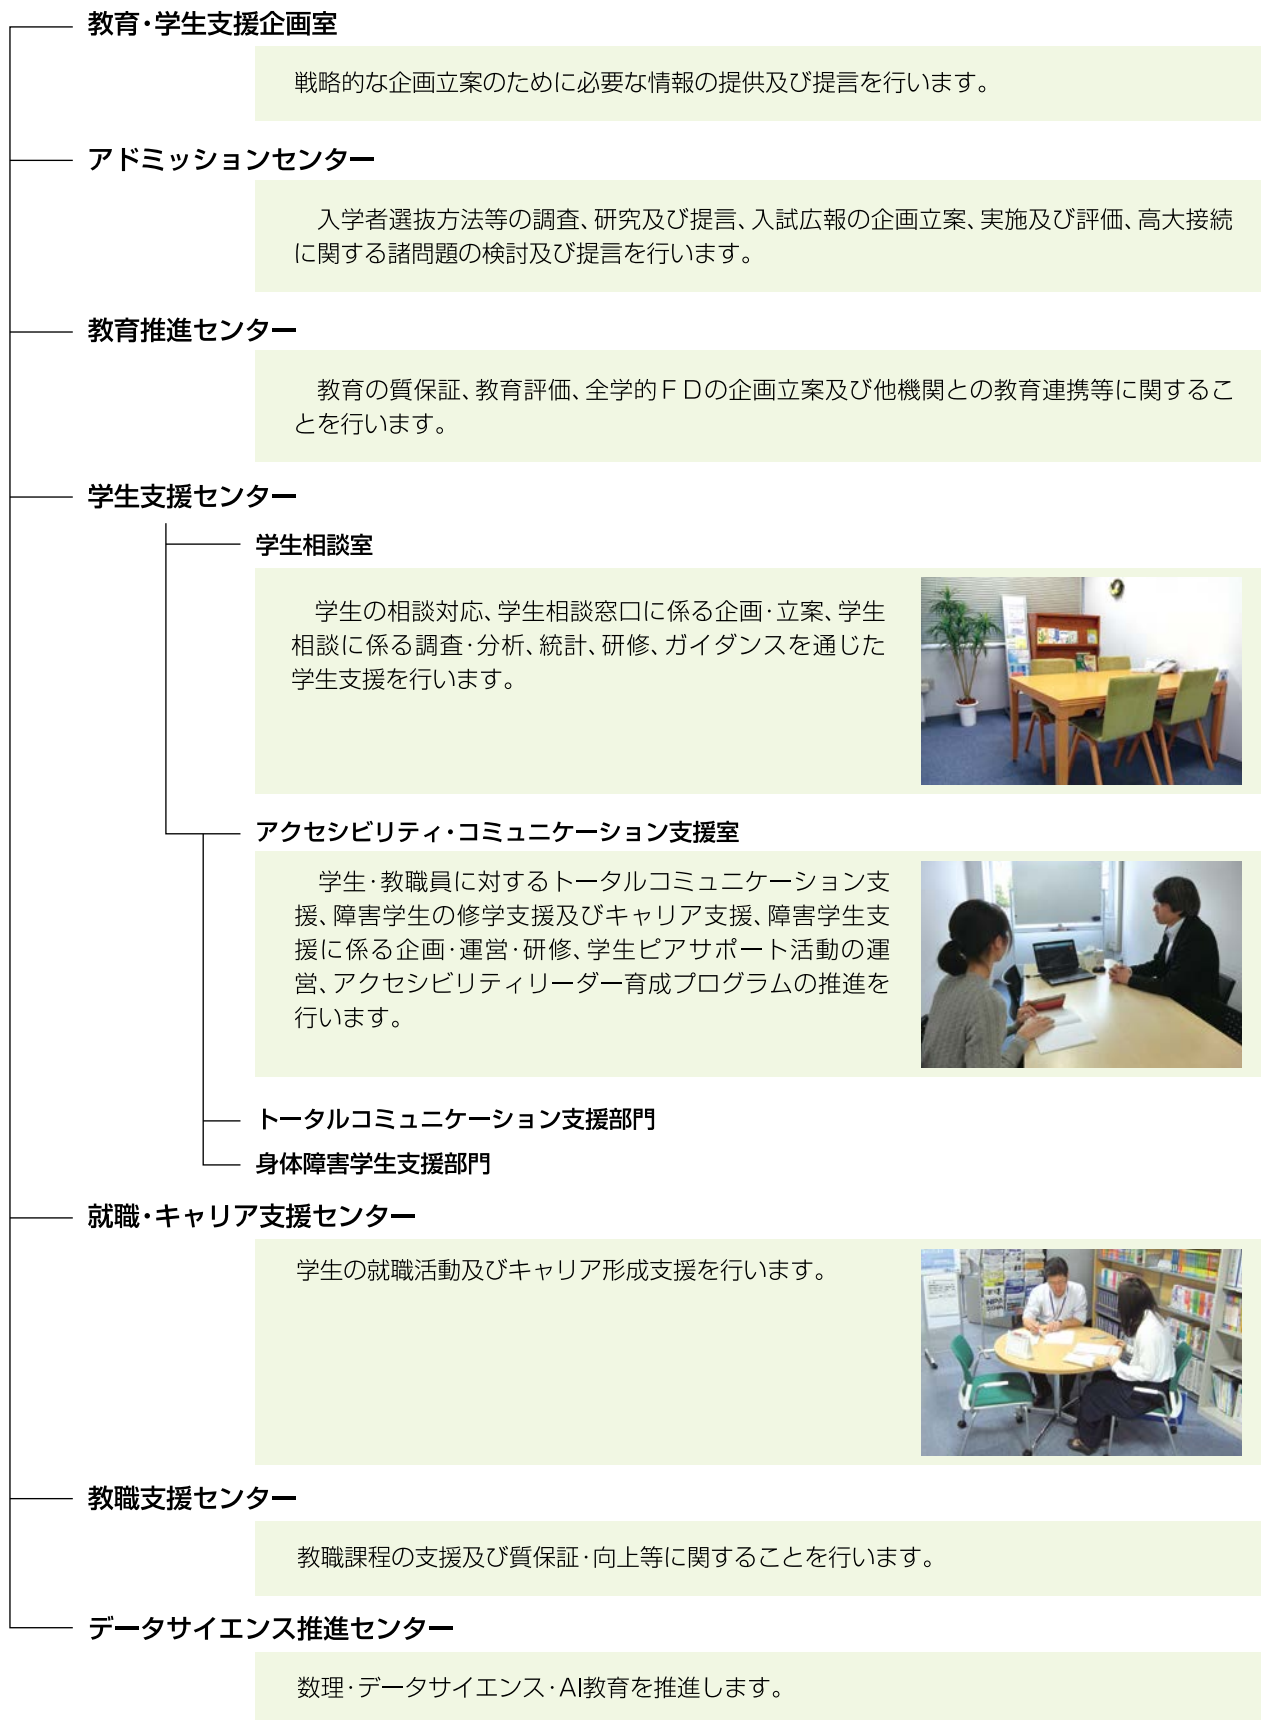 教育・学生支援企画室
戦略的な企画立案のために必要な情報の提供及び提言を行います。
アドミッションセンター
入学者選抜方法等の調査、研究及び提言、入試広報の企画立案、実施及び評価、高大接続
に関する諸問題の検討及び提言を行います。
教育推進センター
教育の質保証、教育評価、全学的ＦＤの企画立案及び他機関との教育連携等に関するこ
とを行います。
学生支援センター
学生相談室
学生の相談対応、学生相談窓口に係る企画・立案、学生
相談に係る調査・分析、統計、研修、ガイダンスを通じた
学生支援を行います。
アクセシビリティ・コミュニケーション支援室
学生・教職員に対するトータルコミュニケーション支
援、障害学生の修学支援及びキャリア支援、障害学生支
援に係る企画・運営・研修、学生ピアサポート活動の運
営、アクセシビリティリーダー育成プログラムの推進を
行います。
トータルコミュニケーション支援部門
身体障害学生支援部門
就職・キャリア支援センター
学生の就職活動及びキャリア形成支援を行います。
教職支援センター
教職課程の支援及び質保証・向上等に関することを行います。
データサイエンス推進センター
数理・データサイエンス・AI教育を推進します。